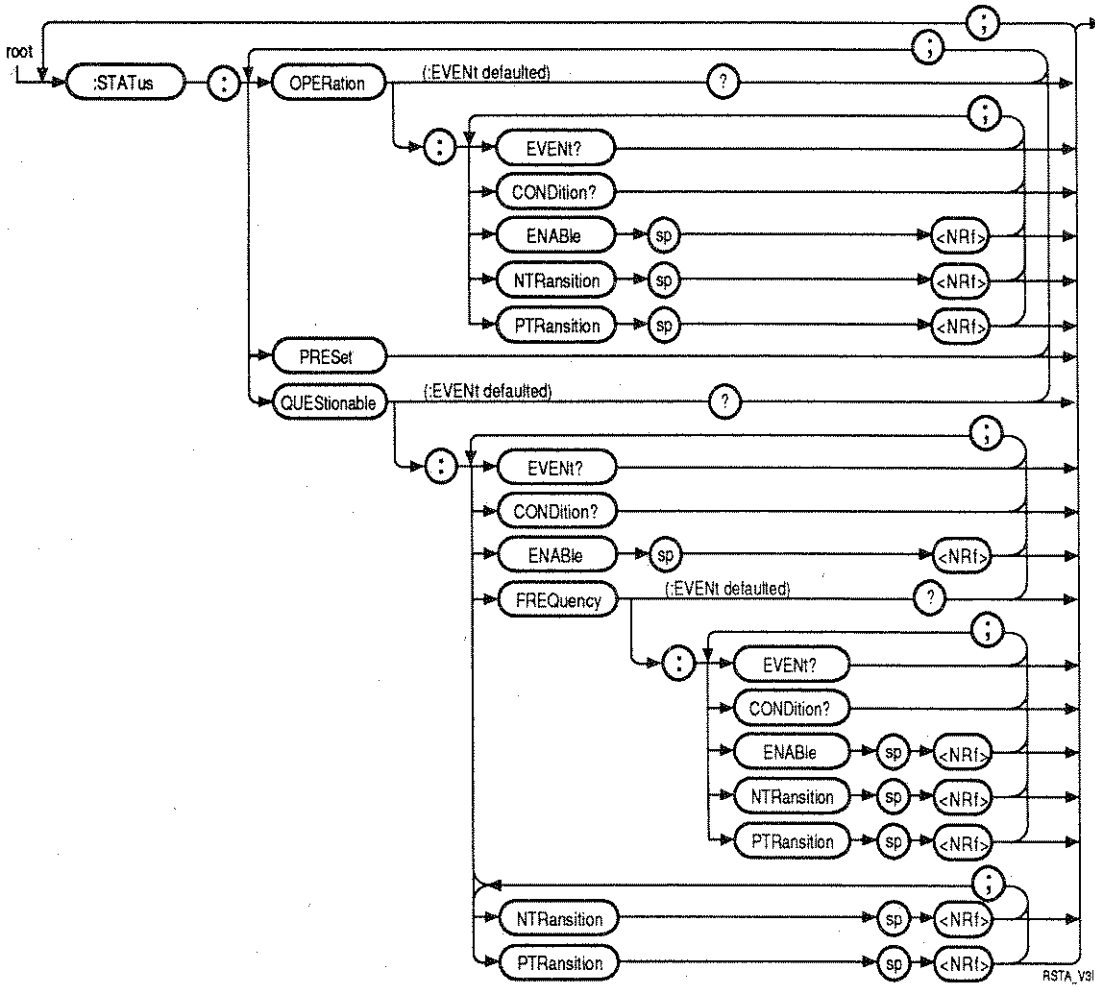 ;
root
:STATus : OPERation (:EVENt defaulted) ? ;
: EVENt? ;
CONDition?
ENABle sp <NRf>
NTRansition sp <NRf>
PTRansition sp <NRf>
PRESet
QUEStionable (:EVENt defaulted) ?
: EVENt? ;
CONDition?
ENABle sp <NRf>
FREQuency (:EVENt defaulted) ?
: EVENt? ;
CONDition?
ENABle sp <NRf>
NTRansition sp <NRf>
PTRansition sp <NRf>
;
NTRansition sp <NRf>
PTRansition sp <NRf>